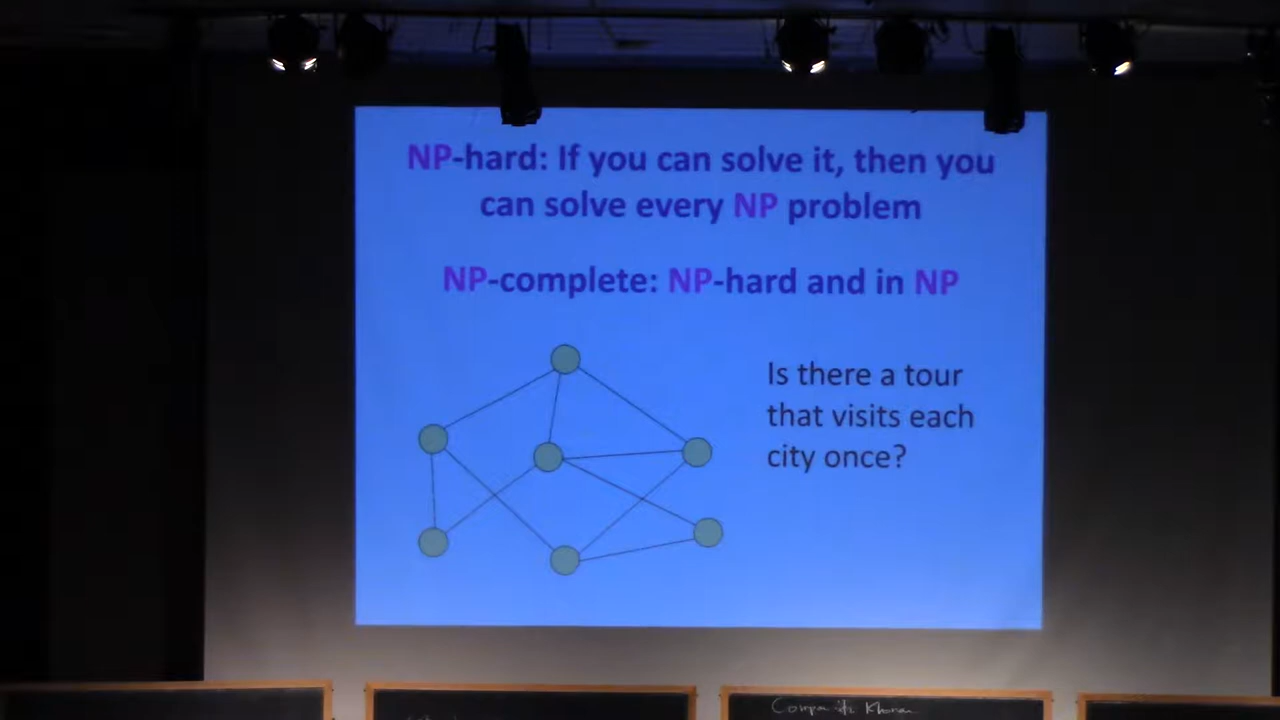 NP-hard: If you can solve it, then you
can solve every NP problem
NP-complete: NP-hard and in NP
Is there a tour
that visits each
city once?